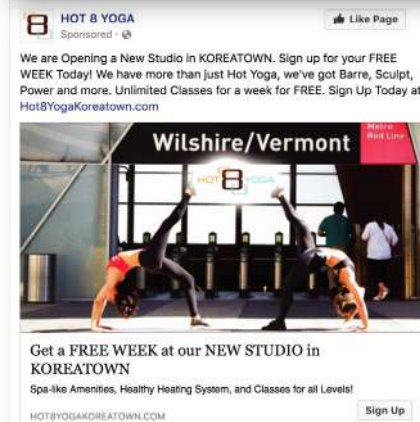 HOT 8 YOGA
Sponsored ·
Like Page
We are Opening a New Studio in KOREATOWN. Sign up for your FREE
WEEK Today! We have more than just Hot Yoga, we've got Barre, Sculpt,
Power and more. Unlimited Classes for a week for FREE. Sign Up Today at
Hot8YogaKoreatown.com
Wilshire/Vermont
Metro
Red Line
HOT 8 YOGA
Get a FREE WEEK at our NEW STUDIO in
KOREATOWN
Spa-like Amenities, Healthy Heating System, and Classes for all Levels!
HOT8YOGAKOREATOWN.COM
Sign Up